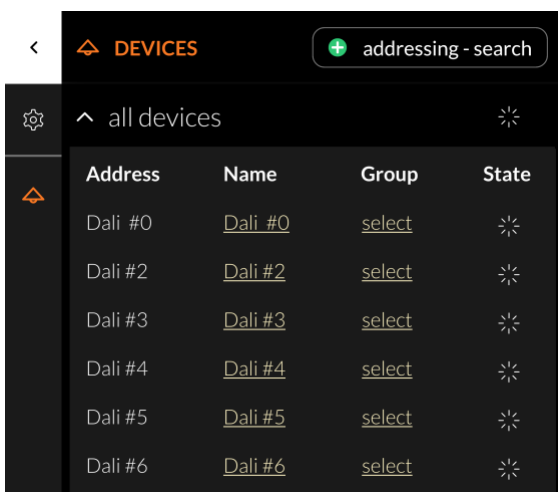 DEVICES addressing - search
all devices
Address Name Group State
Dali #0 Dali #0 select
Dali #2 Dali #2 select
Dali #3 Dali #3 select
Dali #4 Dali #4 select
Dali #5 Dali #5 select
Dali #6 Dali #6 select